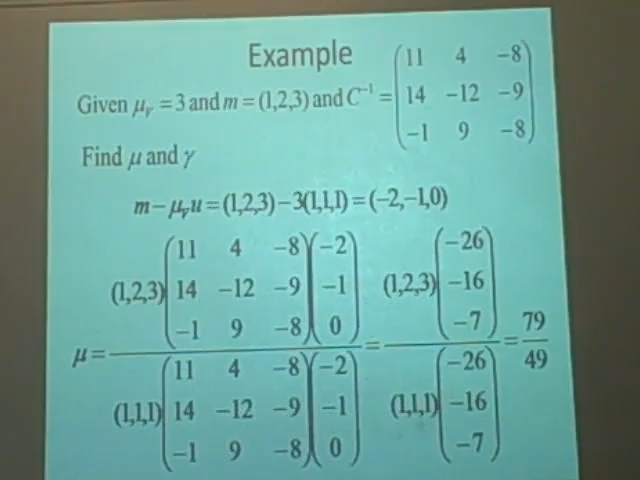 Example
Given μᵥ = 3 and m = (1,2,3) and C⁻¹ = (11 4 −8
14 −12 −9
−1 9 −8)
Find μ and γ
m − μᵥu = (1,2,3) − 3(1,1,1) = (−2,−1,0)
μ = (1,2,3) (11 4 −8
14 −12 −9
−1 9 −8) (−2
−1
0) / (1,1,1) (11 4 −8
14 −12 −9
−1 9 −8) (−2
−1
0) = (1,2,3) (−26
−16
−7) / (1,1,1) (−26
−16
−7) = 79/49